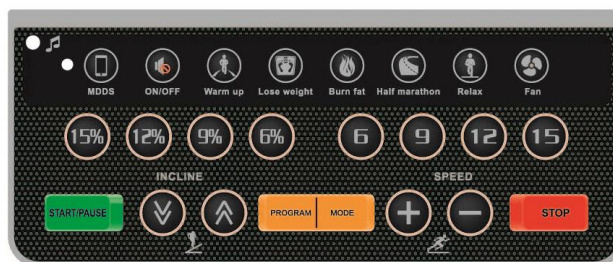 MDDS ON/OFF Warm up Lose weight Burn fat Half marathon Relax Fan
15% 12% 9% 6% 6 9 12 15
INCLINE SPEED
START/PAUSE PROGRAM MODE + − STOP